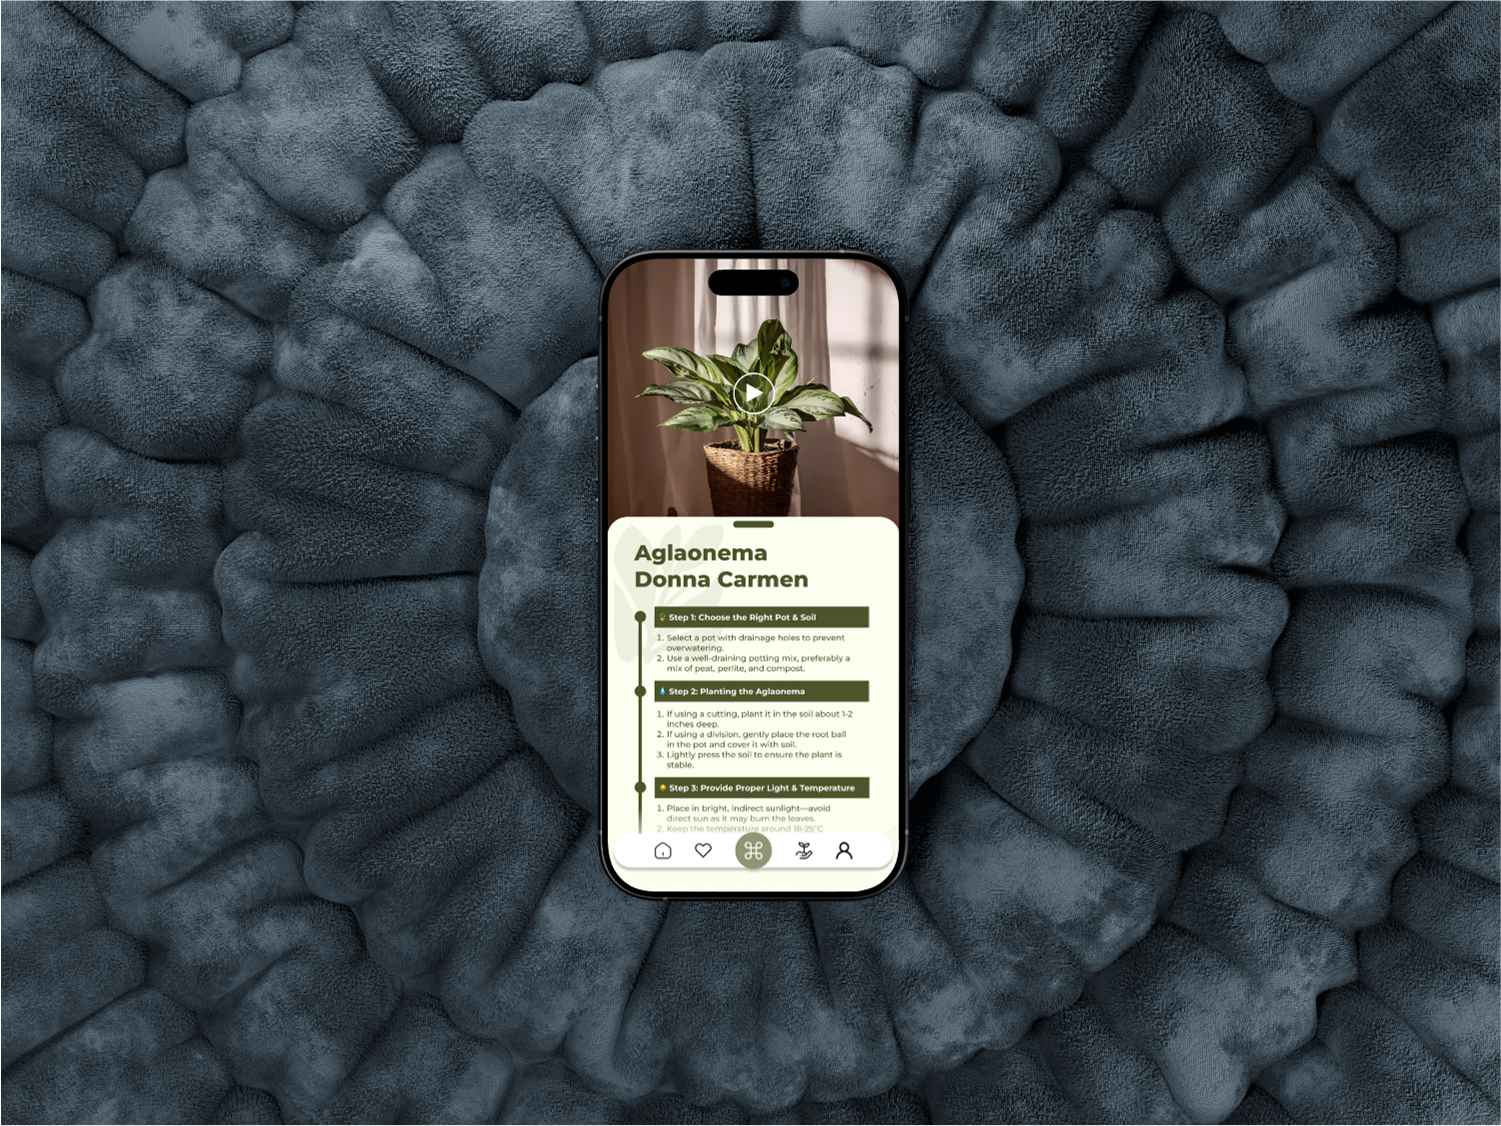 Aglaonema
Donna Carmen
Step 1: Choose the Right Pot & Soil
1. Select a pot with drainage holes to prevent
overwatering.
2. Use a well-draining potting mix, preferably a
mix of peat, perlite, and compost.
Step 2: Planting the Aglaonema
1. If using a cutting, plant it in the soil about 1-2
inches deep.
2. If using a division, gently place the root ball
in the pot and cover it with soil.
3. Lightly press the soil to ensure the plant is
stable.
Step 3: Provide Proper Light & Temperature
1. Place in bright, indirect sunlight—avoid
direct sun as it may burn the leaves.
2. Keep the temperature around 18-25°C